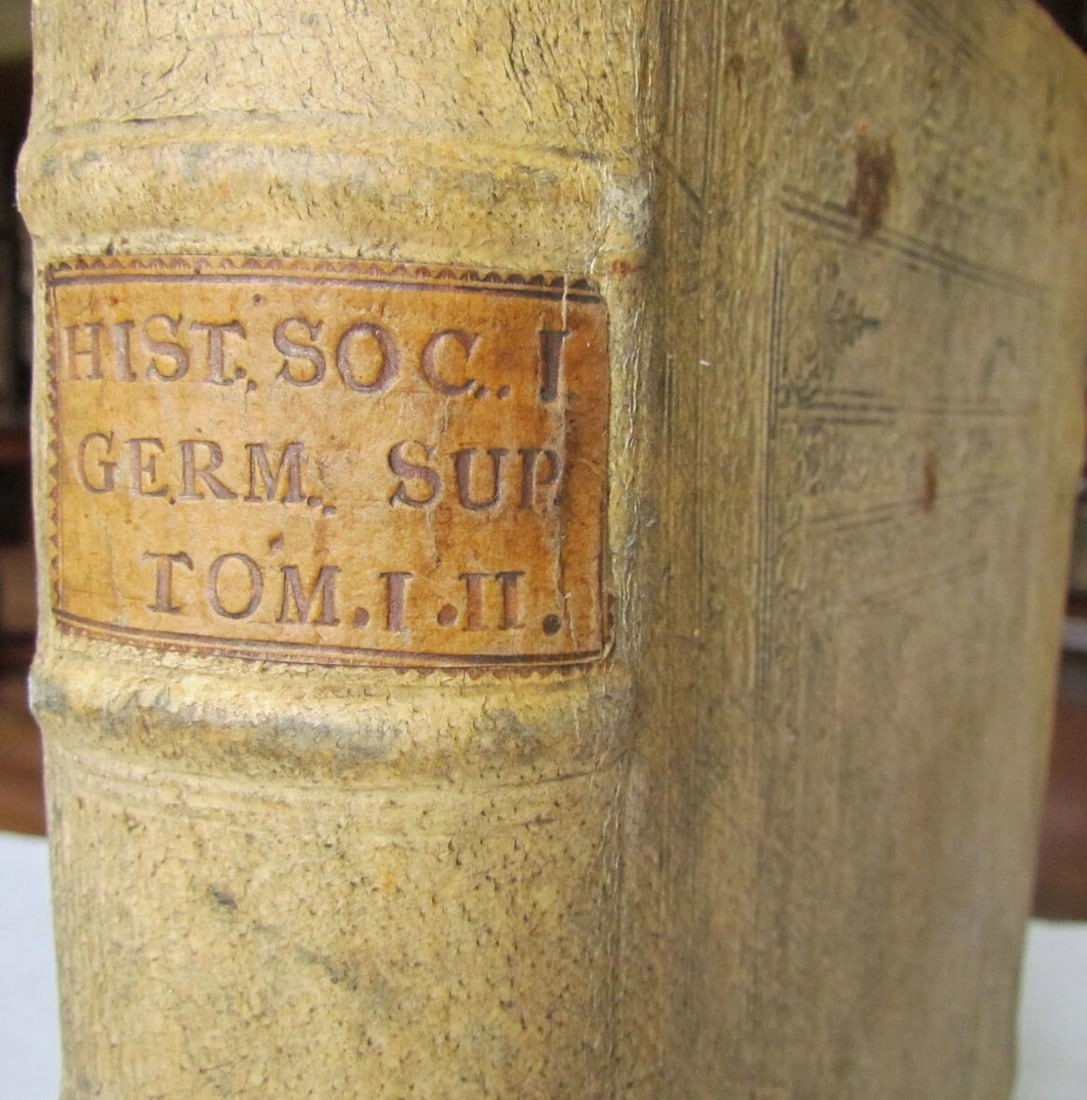 HIST. SOC. I.
GERM. SUP.
TOM. I. II.